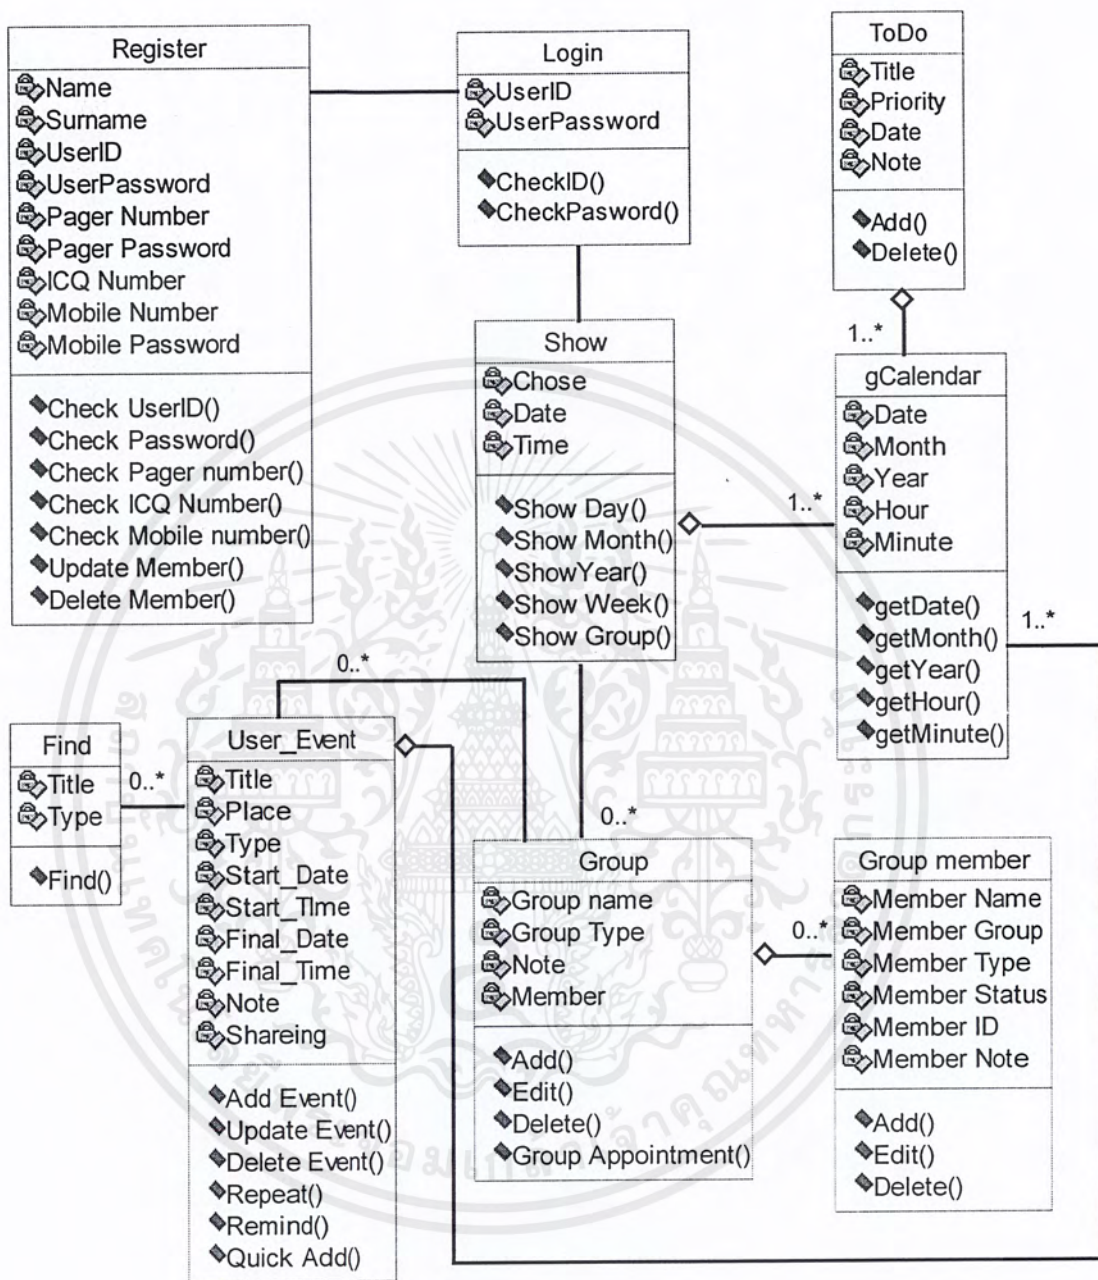 Register
Name
Surname
UserID
UserPassword
Pager Number
Pager Password
ICQ Number
Mobile Number
Mobile Password
Check UserID()
Check Password()
Check Pager number()
Check ICQ Number()
Check Mobile number()
Update Member()
Delete Member()
Login
UserID
UserPassword
CheckID()
CheckPasword()
ToDo
Title
Priority
Date
Note
Add()
Delete()
1..*
Show
Chose
Date
Time
Show Day()
Show Month()
ShowYear()
Show Week()
Show Group()
1..*
gCalendar
Date
Month
Year
Hour
Minute
getDate()
getMonth()
getYear()
getHour()
getMinute()
1..*
0..*
Find
Title
Type
Find()
0..*
User_Event
Title
Place
Type
Start_Date
Start_TIme
Final_Date
Final_Time
Note
Shareing
Add Event()
Update Event()
Delete Event()
Repeat()
Remind()
Quick Add()
0..*
Group
Group name
Group Type
Note
Member
Add()
Edit()
Delete()
Group Appointment()
0..*
Group member
Member Name
Member Group
Member Type
Member Status
Member ID
Member Note
Add()
Edit()
Delete()